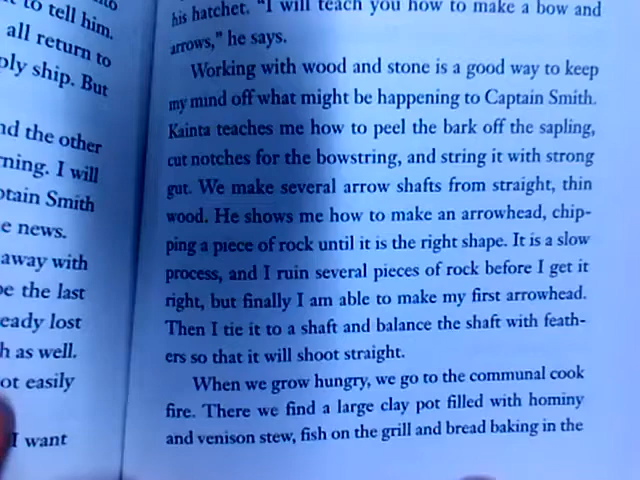 to tell him.
all return to
ply ship. But
nd the other
ning. I will
ptain Smith
e news.
away with
be the last
eady lost
h as well.
ot easily
I want
his hatchet. "I will teach you how to make a bow and
arrows," he says.
Working with wood and stone is a good way to keep
my mind off what might be happening to Captain Smith.
Kainta teaches me how to peel the bark off the sapling,
cut notches for the bowstring, and string it with strong
gut. We make several arrow shafts from straight, thin
wood. He shows me how to make an arrowhead, chip-
ping a piece of rock until it is the right shape. It is a slow
process, and I ruin several pieces of rock before I get it
right, but finally I am able to make my first arrowhead.
Then I tie it to a shaft and balance the shaft with feath-
ers so that it will shoot straight.
When we grow hungry, we go to the communal cook
fire. There we find a large clay pot filled with hominy
and venison stew, fish on the grill and bread baking in the